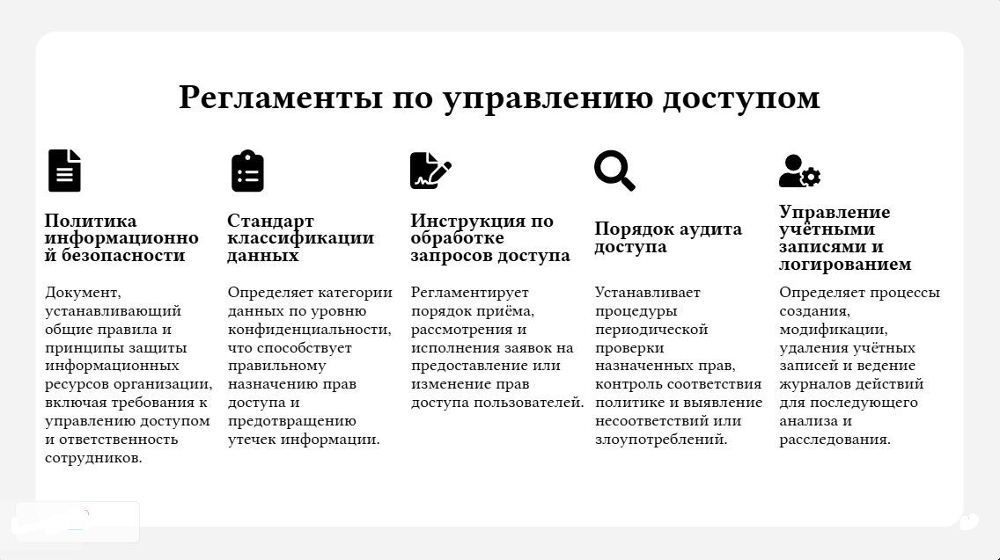 Регламенты по управлению доступом
Политика
информационно
й безопасности
Документ,
устанавливающий
общие правила и
принципы защиты
информационных
ресурсов организации,
включая требования к
управлению доступом
и ответственность
сотрудников.
Стандарт
классификации
данных
Определяет категории
данных по уровню
конфиденциальности,
что способствует
правильному
назначению прав
доступа и
предотвращению
утечек информации.
Инструкция по
обработке
запросов доступа
Регламентирует
порядок приёма,
рассмотрения и
исполнения заявок на
предоставление или
изменение прав
доступа пользователей.
Порядок аудита
доступа
Устанавливает
процедуры
периодической
проверки
назначенных прав,
контроль соответствия
политике и выявление
несоответствий или
злоупотреблений.
Управление
учётными
записями и
логированием
Определяет процессы
создания,
модификации,
удаления учётных
записей и ведение
журналов действий
для последующего
анализа и
расследования.